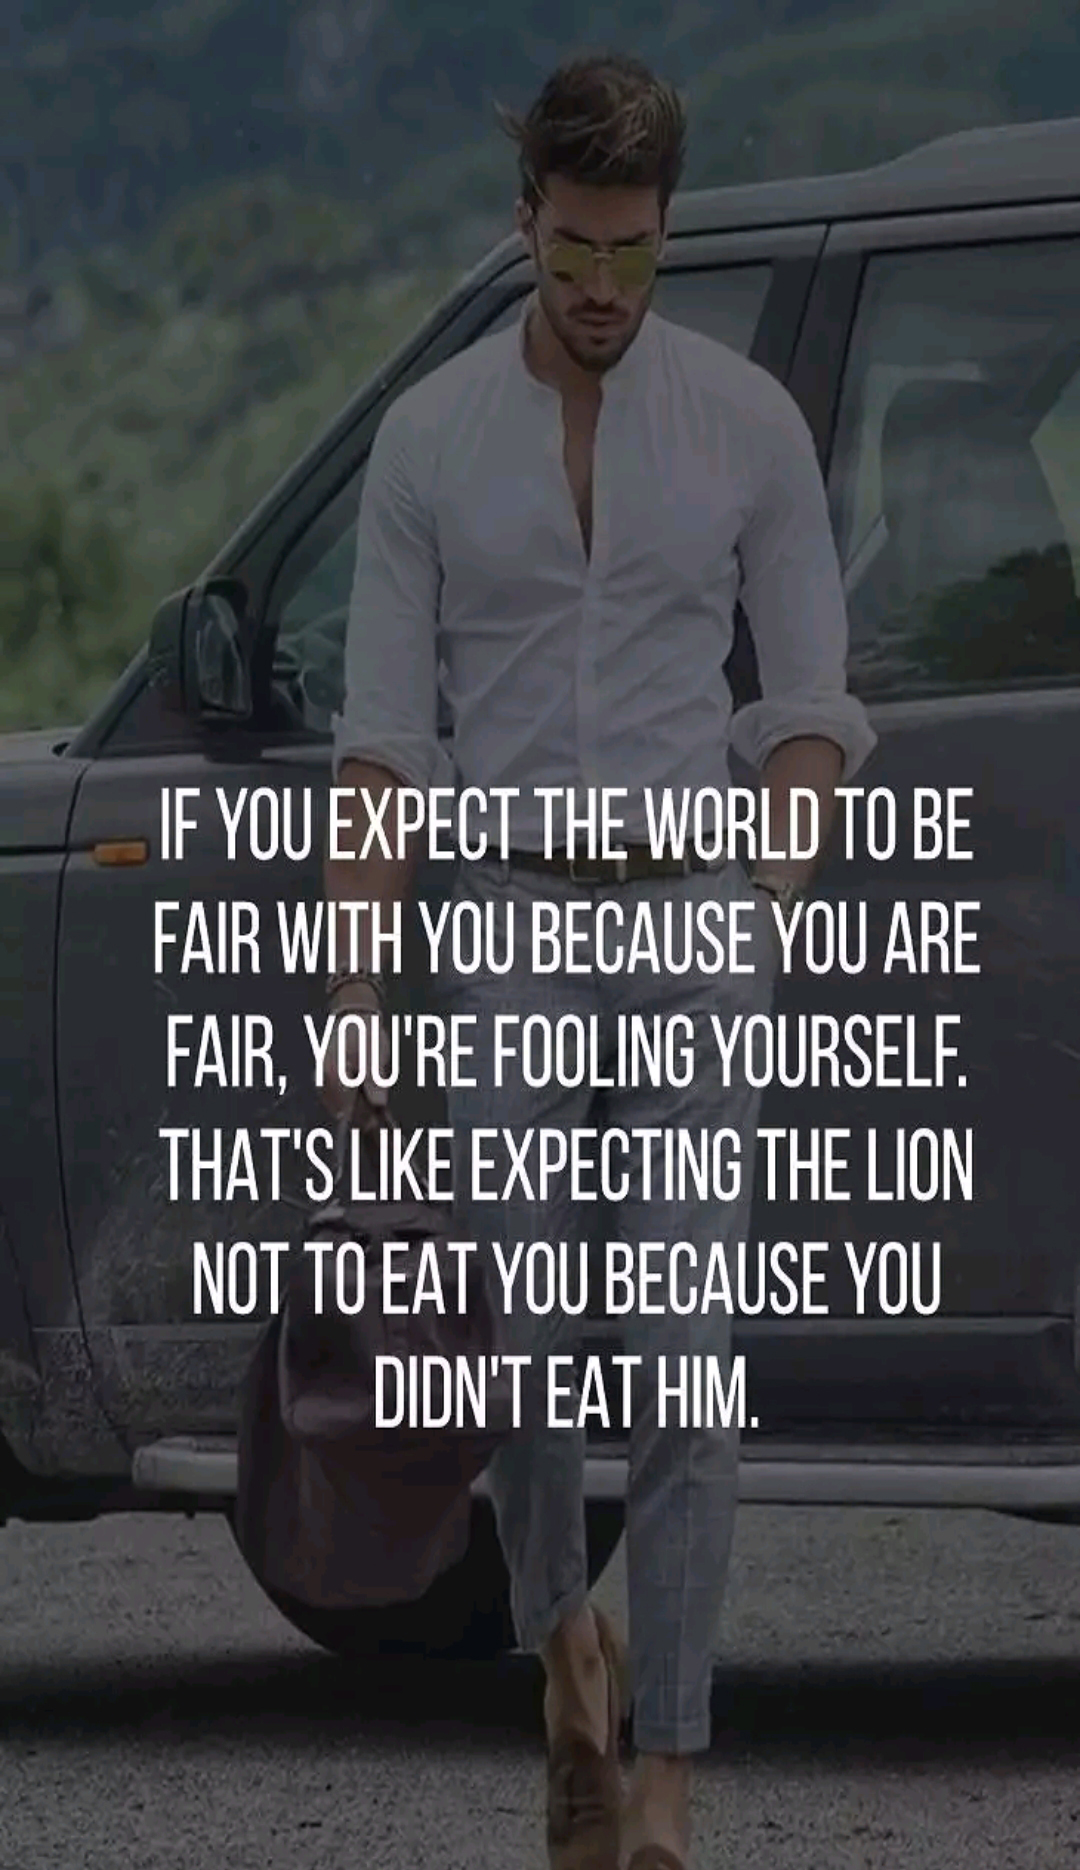 IF YOU EXPECT THE WORLD TO BE
FAIR WITH YOU BECAUSE YOU ARE
FAIR, YOU'RE FOOLING YOURSELF.
THAT'S LIKE EXPECTING THE LION
NOT TO EAT YOU BECAUSE YOU
DIDN'T EAT HIM.